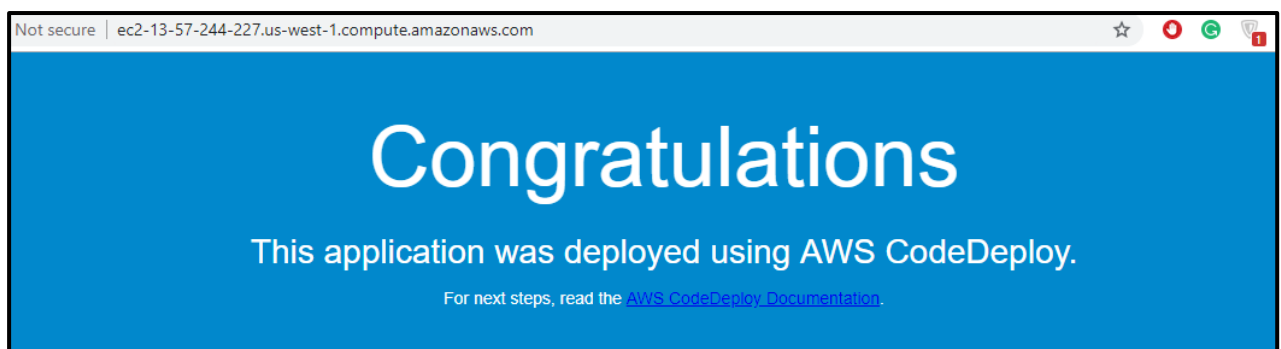 Not secure | ec2-13-57-244-227.us-west-1.compute.amazonaws.com
G
1
Congratulations
This application was deployed using AWS CodeDeploy.
For next steps, read the AWS CodeDeploy Documentation.